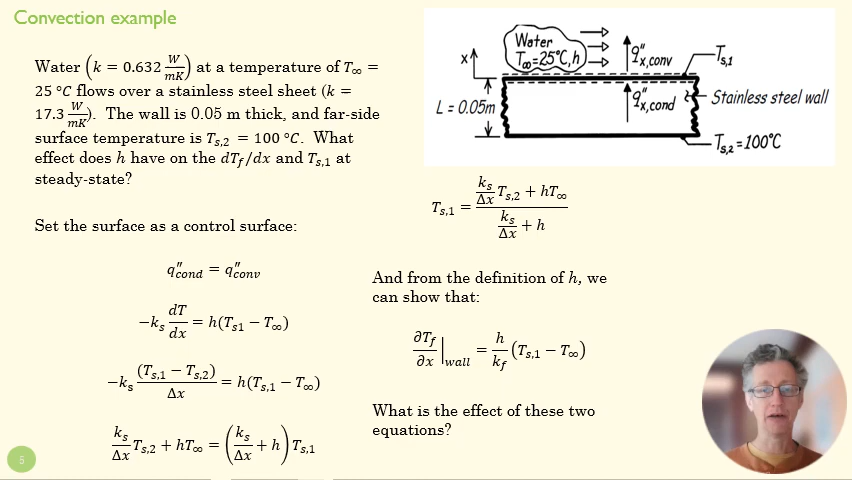 Convection example
Water (k = 0.632 W/mK) at a temperature of T∞ =
25 °C flows over a stainless steel sheet (k =
17.3 W/mK). The wall is 0.05 m thick, and far-side
surface temperature is Ts,2 = 100 °C. What
effect does h have on the dTf/dx and Ts,1 at
steady-state?
Set the surface as a control surface:
q″cond = q″conv
−ks dT/dx = h(Ts1 − T∞)
−ks (Ts,1 − Ts,2)/Δx = h(Ts,1 − T∞)
ks/Δx Ts,2 + hT∞ = (ks/Δx + h) Ts,1
5
Water
T∞=25°C, h
x
q″x,conv
Ts,1
L = 0.05m
q″x,cond
Stainless steel wall
Ts,2=100°C
Ts,1 = (ks/Δx Ts,2 + hT∞)/(ks/Δx + h)
And from the definition of h, we
can show that:
∂Tf/∂x |wall = h/kf (Ts,1 − T∞)
What is the effect of these two
equations?